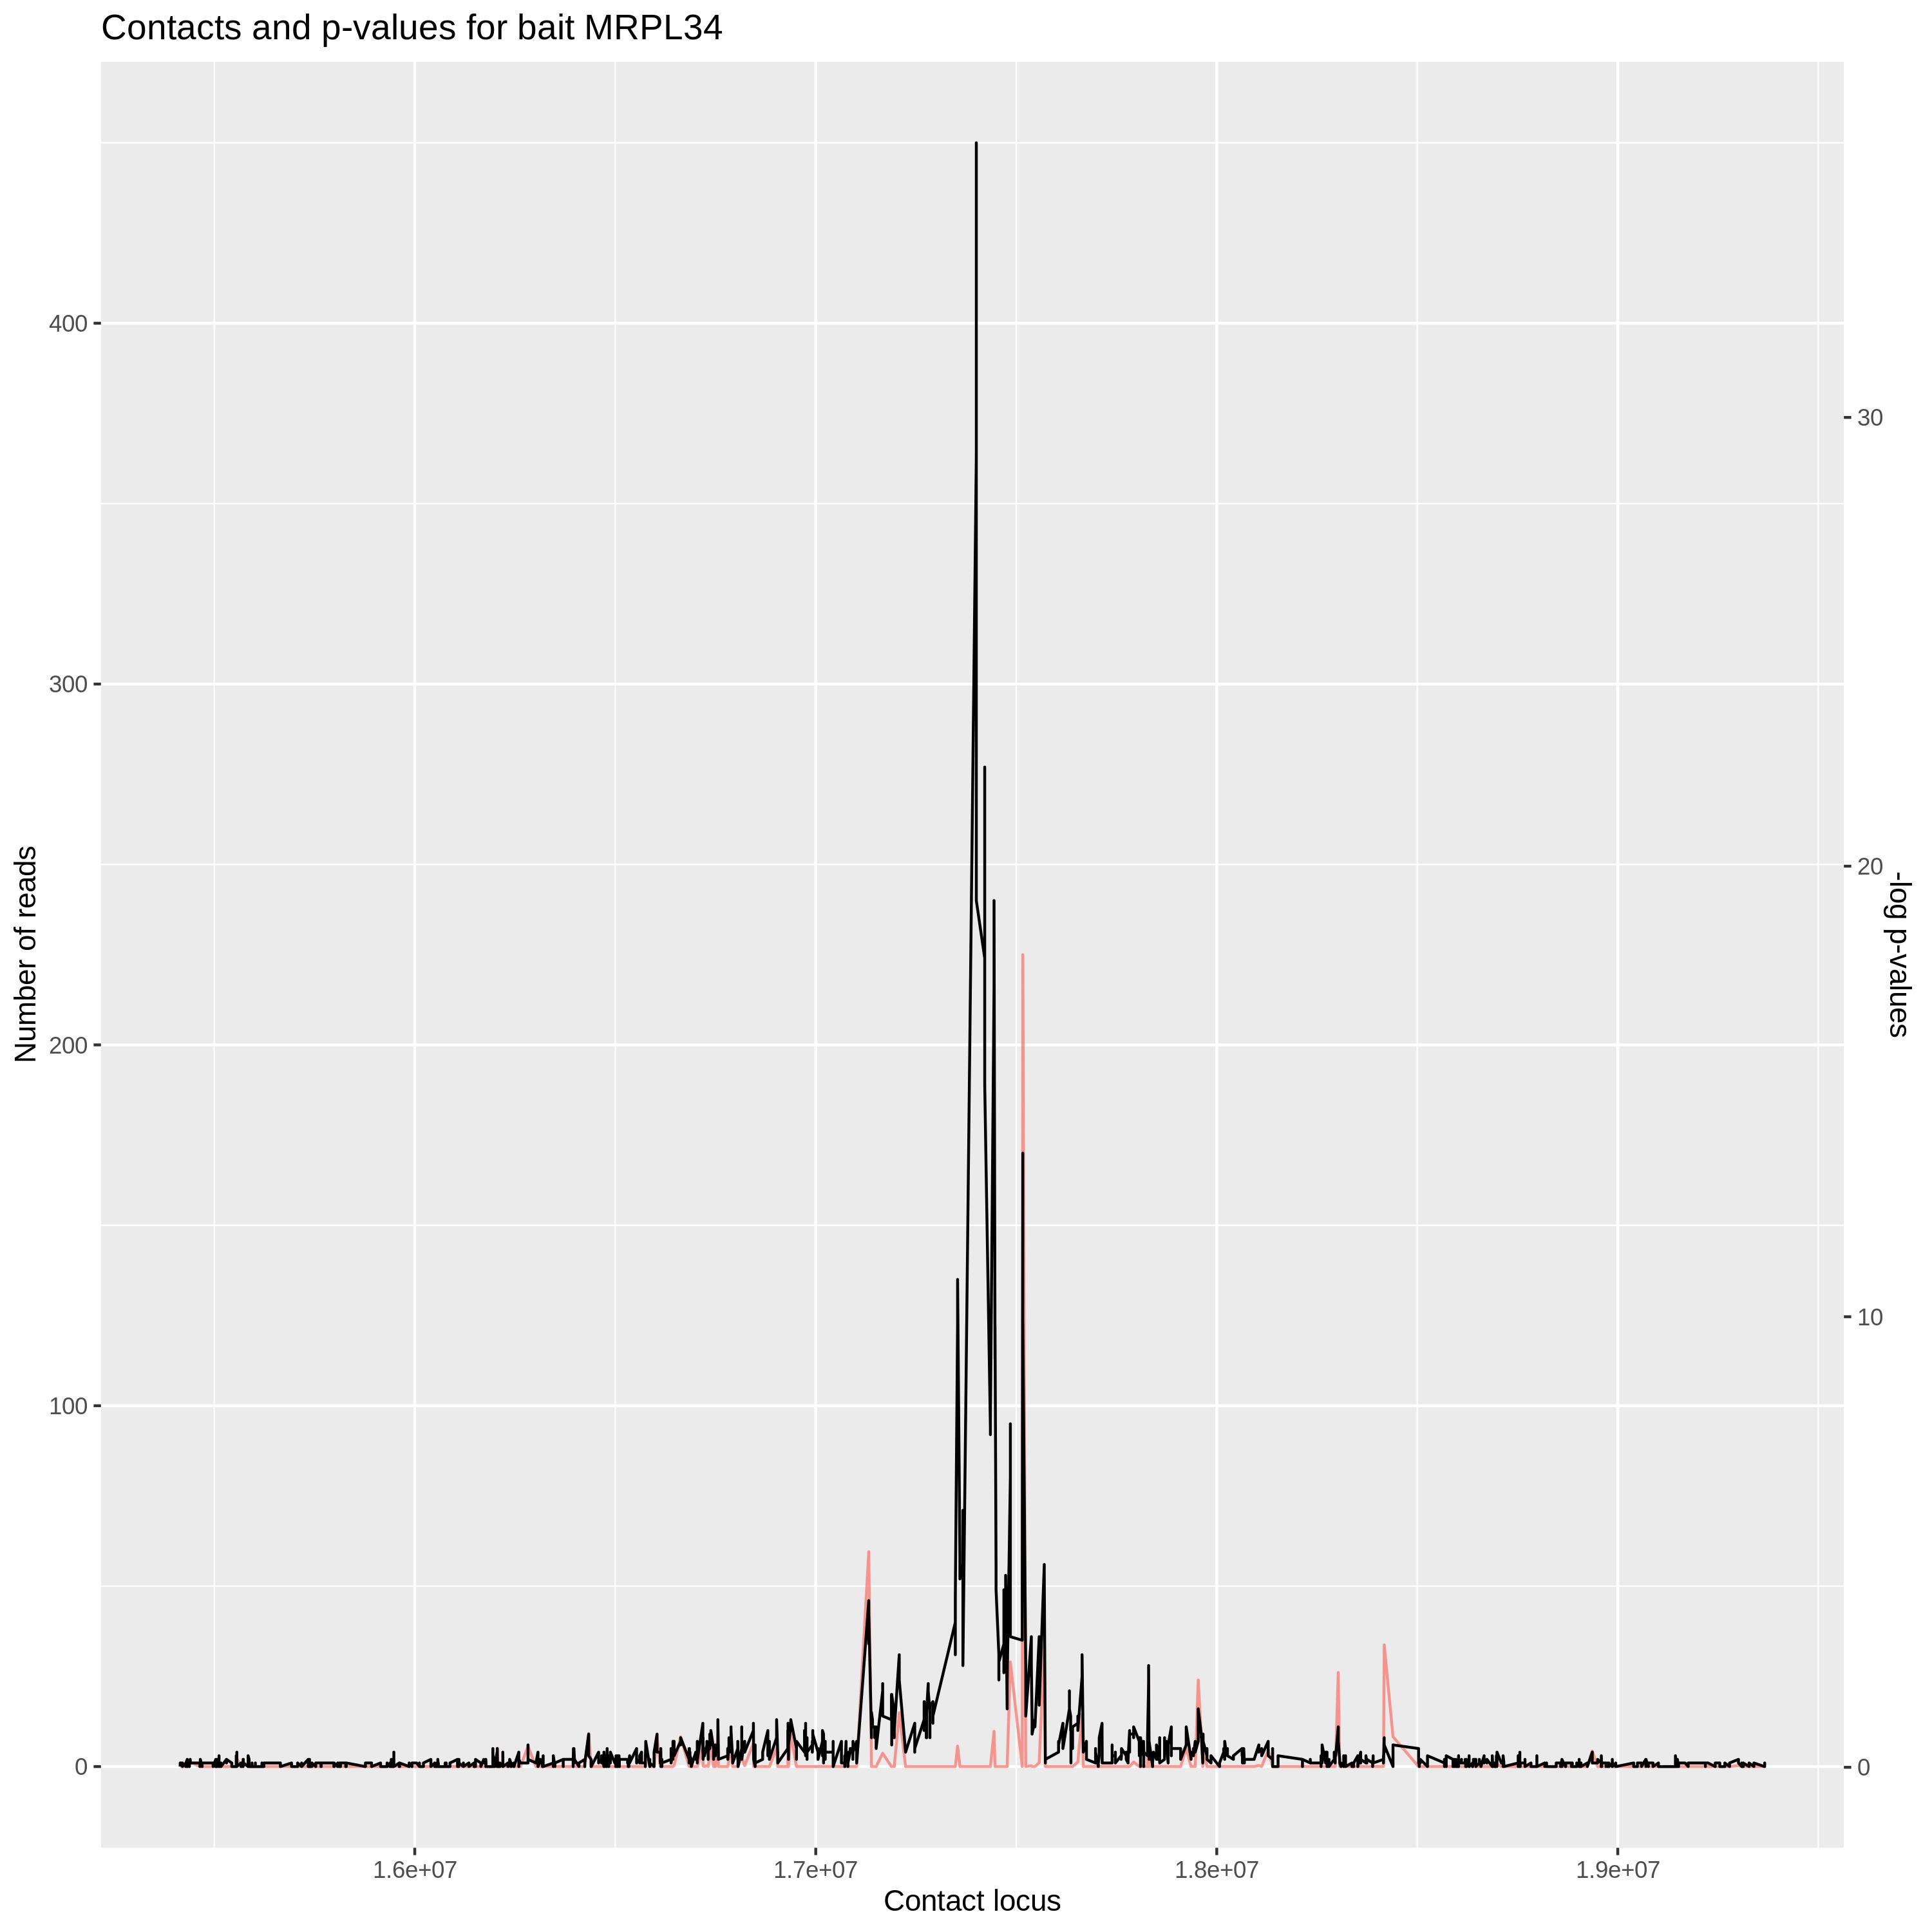 Contacts and p-values for bait MRPL34
Number of reads
400
300
200
100
0
30
20
10
0
-log p-values
1.6e+07 1.7e+07 1.8e+07 1.9e+07
Contact locus